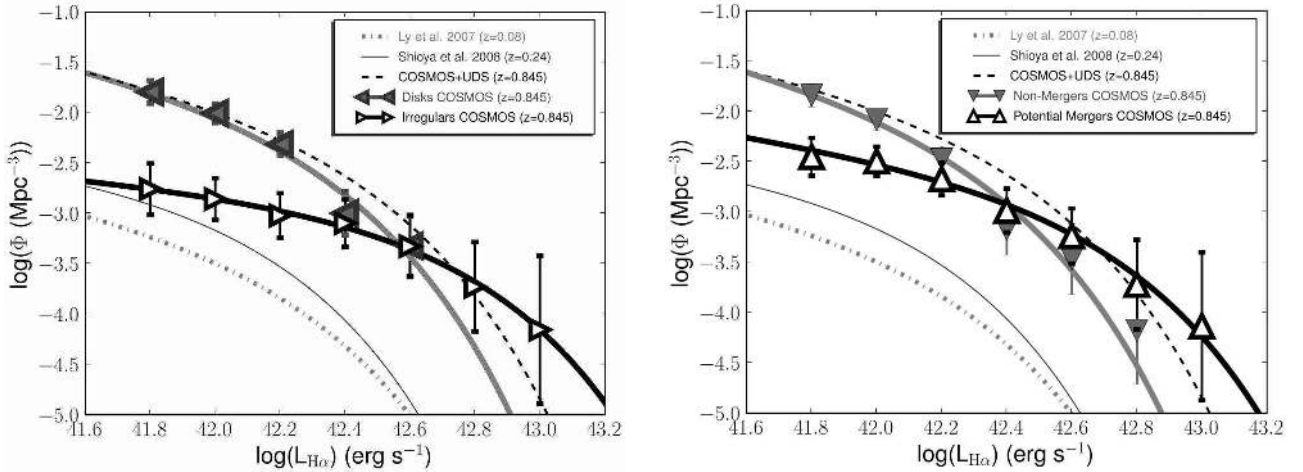 −1.0
−1.5
−2.0
−2.5
−3.0
−3.5
−4.0
−4.5
−5.0
log(Φ (Mpc⁻³)
Ly et al. 2007 (z=0.08)
Shioya et al. 2008 (z=0.24)
COSMOS+UDS (z=0.845)
Disks COSMOS (z=0.845)
Irregulars COSMOS (z=0.845)
41.6 41.8 42.0 42.2 42.4 42.6 42.8 43.0 43.2
log(L_Hα) (erg s⁻¹)
−1.0
−1.5
−2.0
−2.5
−3.0
−3.5
−4.0
−4.5
−5.0
log(Φ (Mpc⁻³)
Ly et al. 2007 (z=0.08)
Shioya et al. 2008 (z=0.24)
COSMOS+UDS (z=0.845)
Non-Mergers COSMOS (z=0.845)
Potential Mergers COSMOS (z=0.845)
41.6 41.8 42.0 42.2 42.4 42.6 42.8 43.0 43.2
log(L_Hα) (erg s⁻¹)